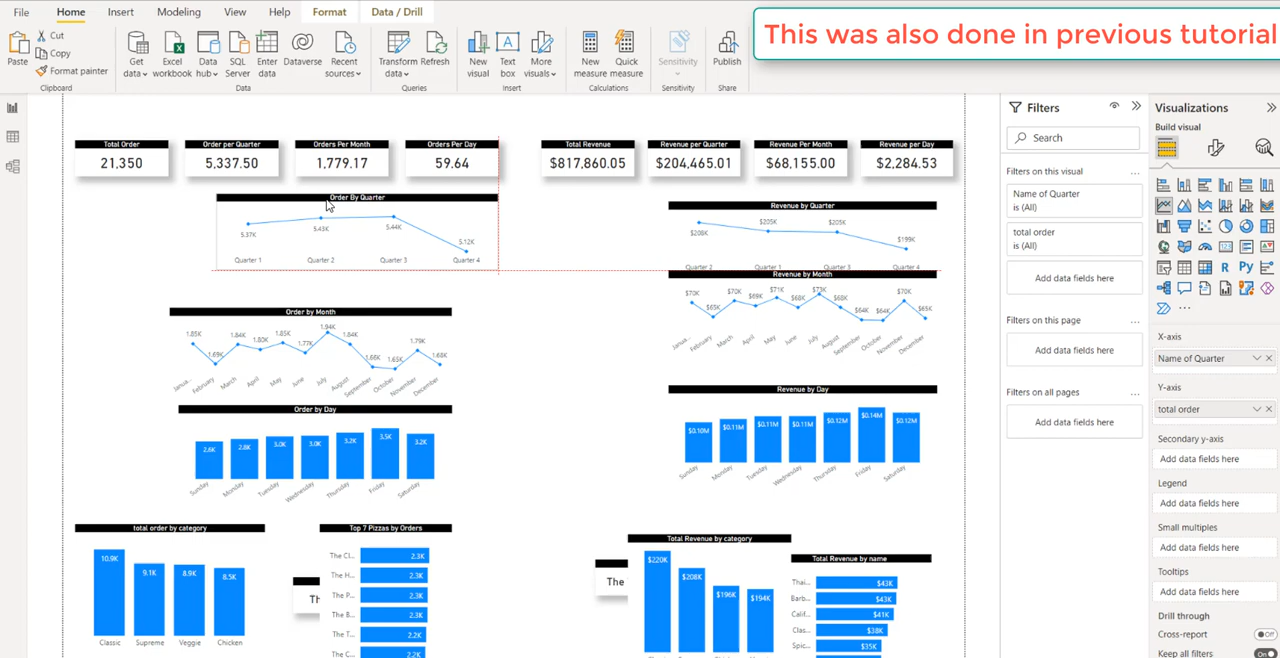 File Home Insert Modeling View Help Format Data / Drill
This was also done in previous tutorial
Paste
Cut
Copy
Format painter
Clipboard
Get data
Excel workbook
Data hub
SQL Server
Enter data
Dataverse
Recent sources
Data
Transform data
Refresh
Queries
New visual
Text box
More visuals
Insert
New measure
Quick measure
Calculations
Sensitivity
Sensitivity
Publish
Share
Total Order
21,350
Order per Quarter
5,337.50
Orders Per Month
1,779.17
Orders Per Day
59.64
Total Revenue
$817,860.05
Revenue per Quarter
$204,465.01
Revenue per Month
$68,155.00
Revenue per Day
$2,284.53
Order By Quarter
5.37K 5.43K 5.44K 5.12K
Quarter 1 Quarter 2 Quarter 3 Quarter 4
Revenue by Quarter
$208K $205K $205K $199K
Quarter 2 Quarter 1 Quarter 3 Quarter 4
Order by Month
1.85K 1.69K 1.84K 1.80K 1.85K 1.77K 1.94K 1.84K 1.66K 1.65K 1.79K 1.68K
Janua... February March April May June July August September October November December
Revenue by Month
$70K $65K $70K $69K $71K $68K $73K $68K $64K $64K $70K $65K
Janua... February March April May June July August September October November December
Order by Day
2.6K 2.8K 3.0K 3.0K 3.2K 3.5K 3.2K
Sunday Monday Tuesday Wednesday Thursday Friday Saturday
Revenue by Day
$0.10M $0.11M $0.11M $0.11M $0.12M $0.14M $0.12M
Sunday Monday Tuesday Wednesday Thursday Friday Saturday
total order by category
10.9K 9.1K 8.9K 8.5K
Classic Supreme Veggie Chicken
Top 7 Pizzas by Orders
The Cl... 2.3K
The H... 2.3K
The P... 2.3K
The B... 2.3K
The T... 2.2K
The C... 2.2K
The
Total Revenue by category
$220K $208K $196K $194K
Total Revenue by name
Thai... $43K
Barb... $43K
Calif... $41K
Clas... $38K
Spic... $35K
Filters
Search
Filters on this visual ...
Name of Quarter
is (All)
total order
is (All)
Add data fields here
Filters on this page ...
Add data fields here
Filters on all pages ...
Add data fields here
Visualizations
Build visual
R Py
X-axis
Name of Quarter
Y-axis
total order
Secondary y-axis
Add data fields here
Legend
Add data fields here
Small multiples
Add data fields here
Tooltips
Add data fields here
Drill through
Cross-report Off
Keep all filters On